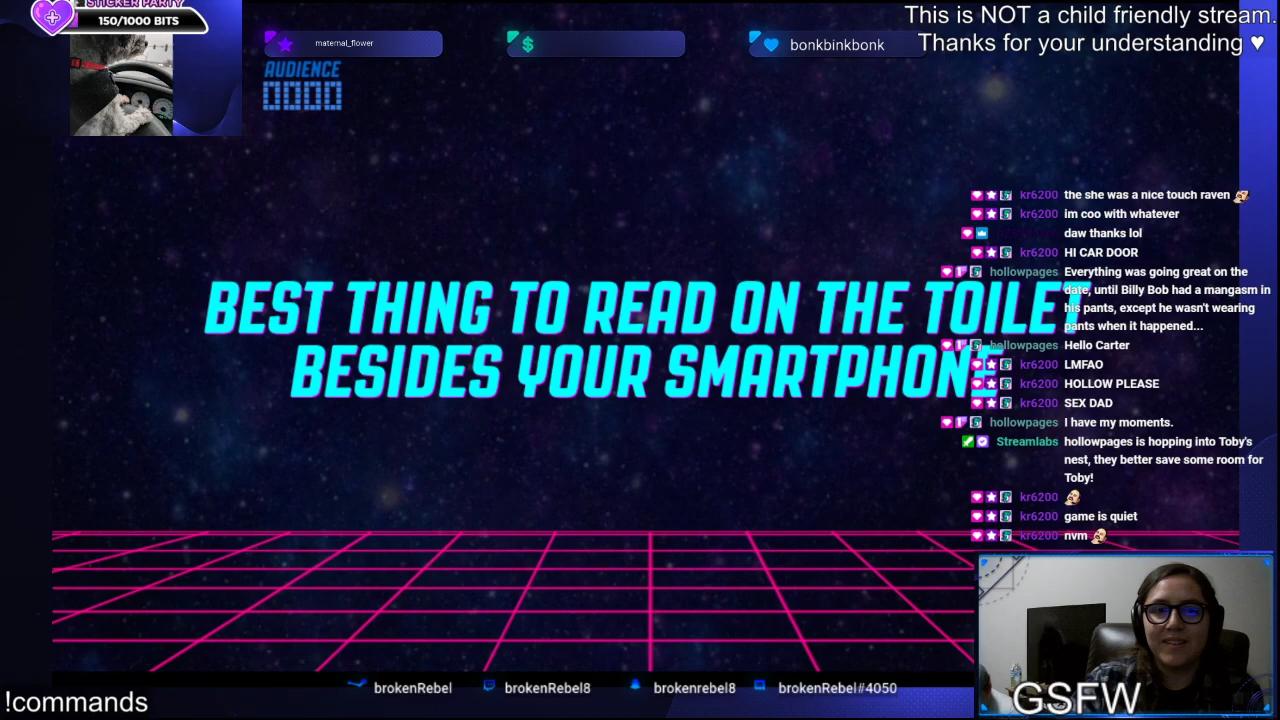 STICKER PARTY
150/1000 BITS
maternal_flower
$
bonkbinkbonk
This is NOT a child friendly stream.
Thanks for your understanding ♥
AUDIENCE
0000
BEST THING TO READ ON THE TOILET
BESIDES YOUR SMARTPHONE
kr6200 the she was a nice touch raven
kr6200 im coo with whatever
daw thanks lol
kr6200 HI CAR DOOR
hollowpages Everything was going great on the
date, until Billy Bob had a mangasm in
his pants, except he wasn't wearing
pants when it happened...
hollowpages Hello Carter
kr6200 LMFAO
kr6200 HOLLOW PLEASE
kr6200 SEX DAD
hollowpages I have my moments.
Streamlabs hollowpages is hopping into Toby's
nest, they better save some room for
Toby!
kr6200
kr6200 game is quiet
kr6200 nvm
GSFW
brokenRebel
brokenRebel8
brokenrebel8
brokenRebel#4050
!commands